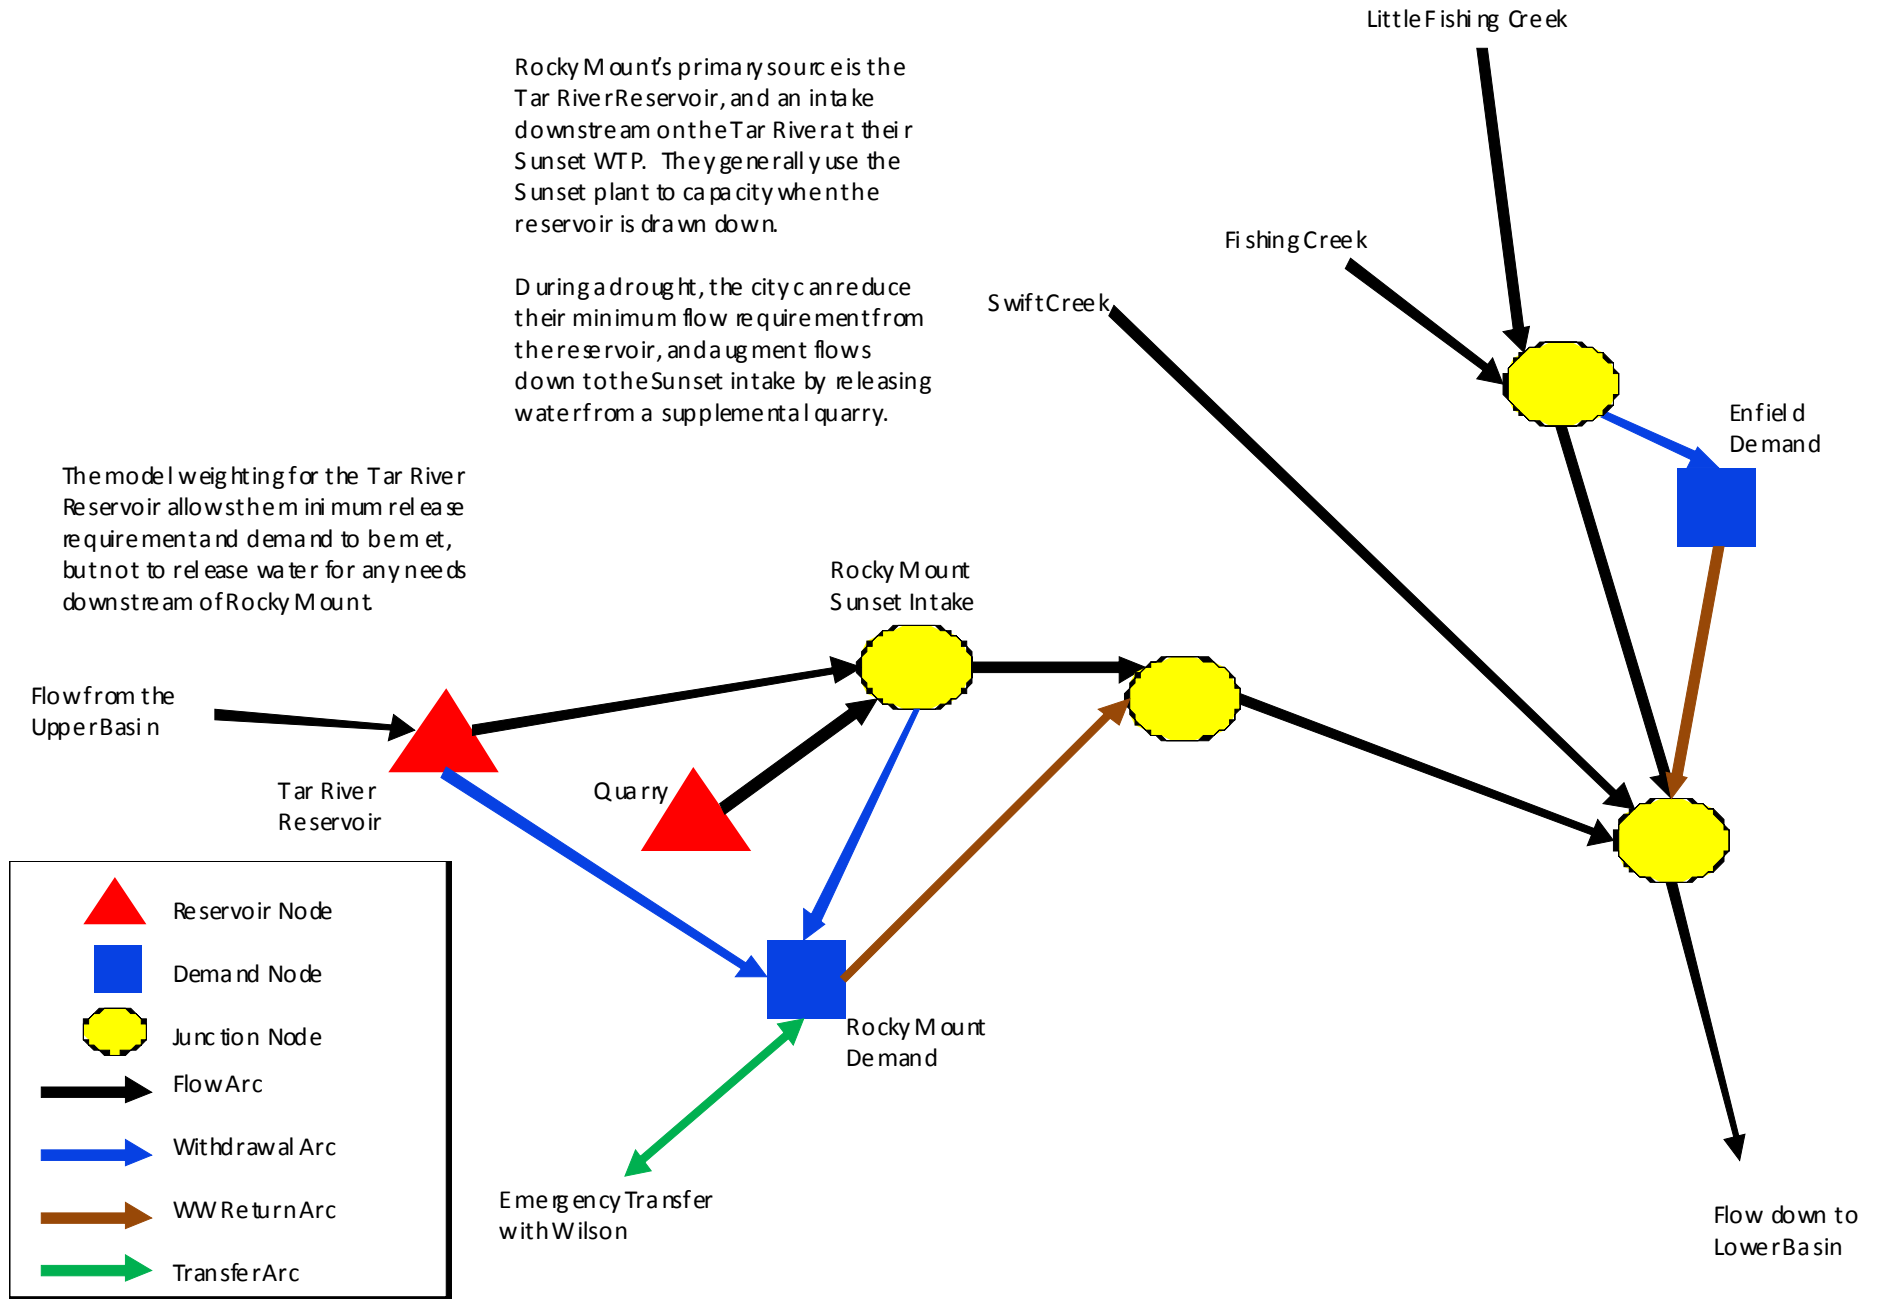 Little Fishing Creek
Rocky Mount's primary source is the
Tar River Reservoir, and an intake
downstream on the Tar River at their
Sunset WTP. They generally use the
Sunset plant to capacity when the
reservoir is drawn down.
Fishing Creek
During a drought, the city can reduce
their minimum flow requirement from
the reservoir, and augment flows
down to the Sunset intake by releasing
water from a supplemental quarry.
Swift Creek
Enfield
Demand
The model weighting for the Tar River
Reservoir allows the minimum release
requirement and demand to be met,
but not to release water for any needs
downstream of Rocky Mount.
Rocky Mount
Sunset Intake
Flow from the
Upper Basin
Tar River
Reservoir
Quarry
Rocky Mount
Demand
Emergency Transfer
with Wilson
Flow down to
Lower Basin
Reservoir Node
Demand Node
Junction Node
Flow Arc
Withdrawal Arc
WW Return Arc
Transfer Arc